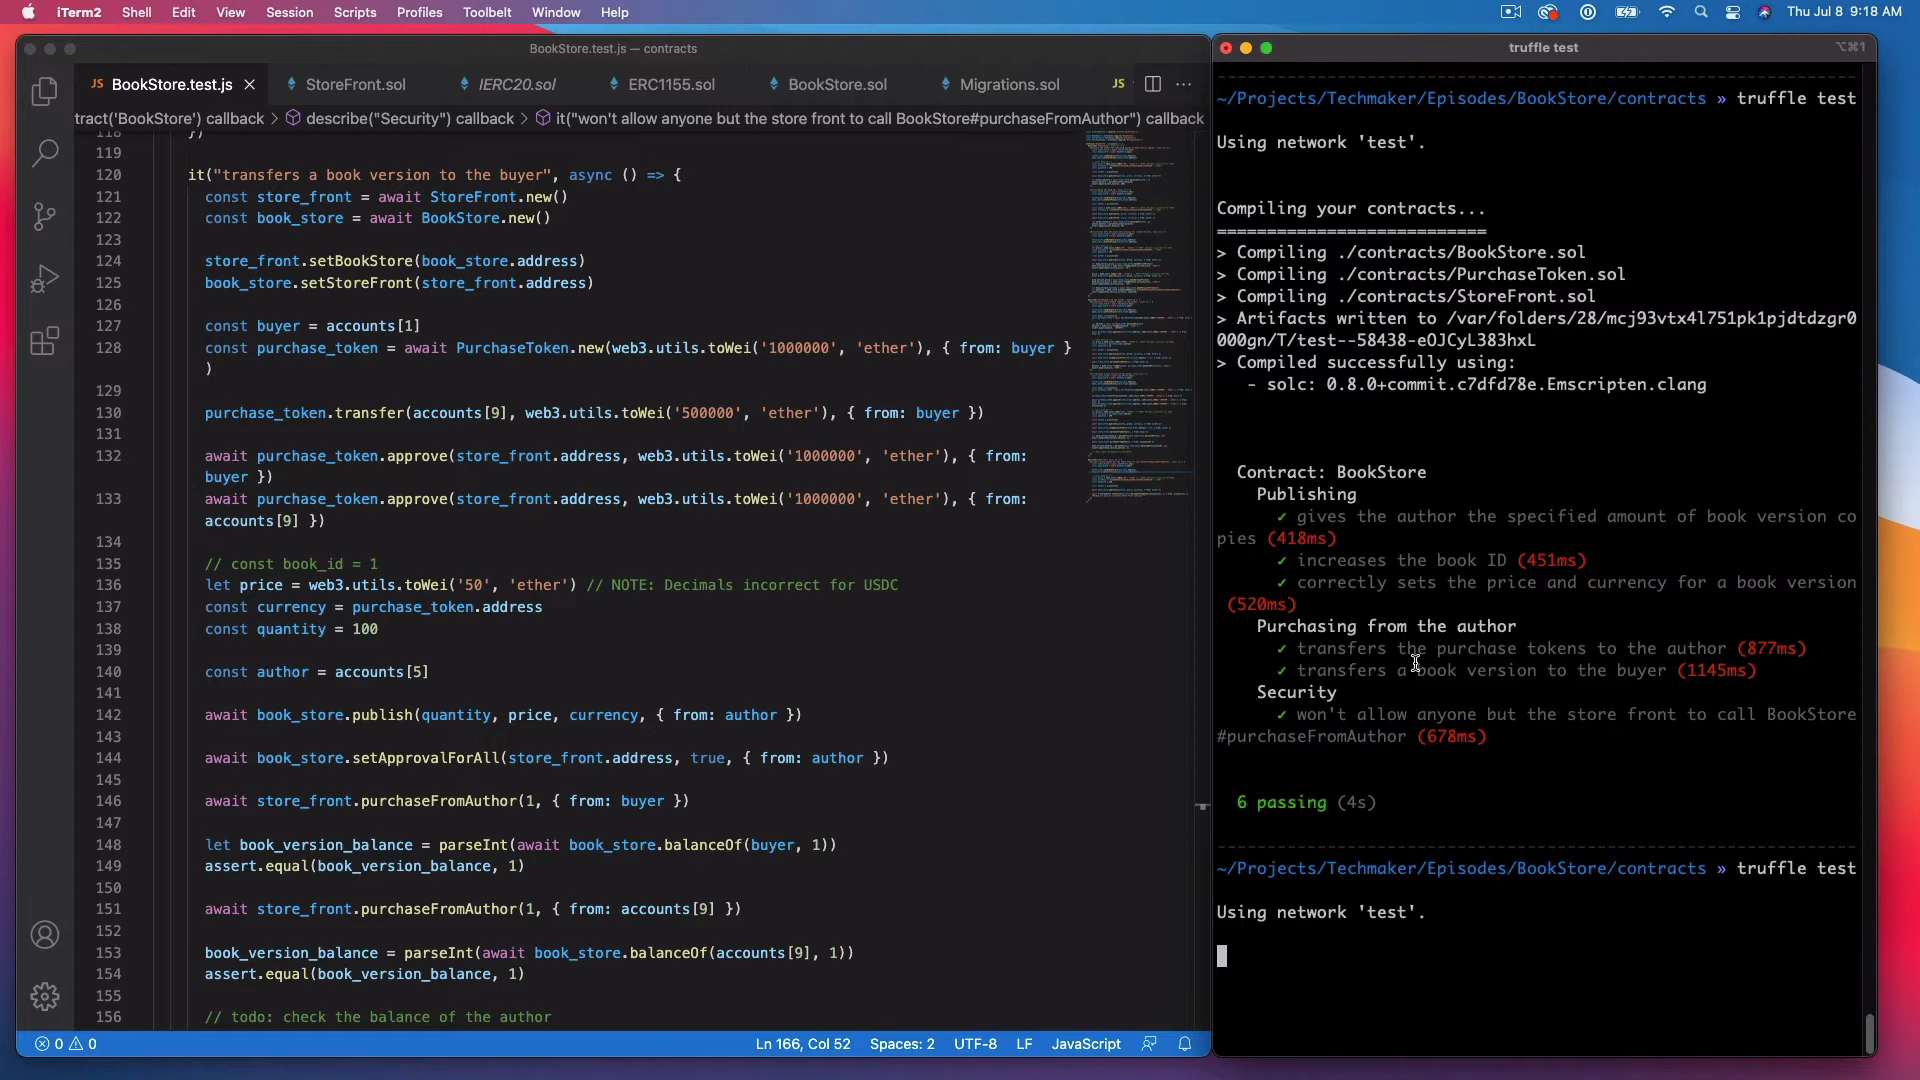 iTerm2 Shell Edit View Session Scripts Profiles Toolbelt Window Help Thu Jul 8 9:18 AM
BookStore.test.js — contracts
JS BookStore.test.js StoreFront.sol IERC20.sol ERC1155.sol BookStore.sol Migrations.sol JS
tract('BookStore') callback > describe("Security") callback > it("won't allow anyone but the store front to call BookStore#purchaseFromAuthor") callback
118 })
119
120 it("transfers a book version to the buyer", async () => {
121 const store_front = await StoreFront.new()
122 const book_store = await BookStore.new()
123
124 store_front.setBookStore(book_store.address)
125 book_store.setStoreFront(store_front.address)
126
127 const buyer = accounts[1]
128 const purchase_token = await PurchaseToken.new(web3.utils.toWei('1000000', 'ether'), { from: buyer }
)
129
130 purchase_token.transfer(accounts[9], web3.utils.toWei('500000', 'ether'), { from: buyer })
131
132 await purchase_token.approve(store_front.address, web3.utils.toWei('1000000', 'ether'), { from:
buyer })
133 await purchase_token.approve(store_front.address, web3.utils.toWei('1000000', 'ether'), { from:
accounts[9] })
134
135 // const book_id = 1
136 let price = web3.utils.toWei('50', 'ether') // NOTE: Decimals incorrect for USDC
137 const currency = purchase_token.address
138 const quantity = 100
139
140 const author = accounts[5]
141
142 await book_store.publish(quantity, price, currency, { from: author })
143
144 await book_store.setApprovalForAll(store_front.address, true, { from: author })
145
146 await store_front.purchaseFromAuthor(1, { from: buyer })
147
148 let book_version_balance = parseInt(await book_store.balanceOf(buyer, 1))
149 assert.equal(book_version_balance, 1)
150
151 await store_front.purchaseFromAuthor(1, { from: accounts[9] })
152
153 book_version_balance = parseInt(await book_store.balanceOf(accounts[9], 1))
154 assert.equal(book_version_balance, 1)
155
156 // todo: check the balance of the author
0 0 Ln 166, Col 52 Spaces: 2 UTF-8 LF JavaScript
truffle test ⌥⌘1
~/Projects/Techmaker/Episodes/BookStore/contracts » truffle test
Using network 'test'.
Compiling your contracts...
===========================
> Compiling ./contracts/BookStore.sol
> Compiling ./contracts/PurchaseToken.sol
> Compiling ./contracts/StoreFront.sol
> Artifacts written to /var/folders/28/mcj93vtx4l751pk1pjdtdzgr0
000gn/T/test--58438-eOJCyL383hxL
> Compiled successfully using:
- solc: 0.8.0+commit.c7dfd78e.Emscripten.clang
Contract: BookStore
Publishing
✓ gives the author the specified amount of book version co
pies (418ms)
✓ increases the book ID (451ms)
✓ correctly sets the price and currency for a book version
(520ms)
Purchasing from the author
✓ transfers the purchase tokens to the author (877ms)
✓ transfers a book version to the buyer (1145ms)
Security
✓ won't allow anyone but the store front to call BookStore
#purchaseFromAuthor (678ms)
6 passing (4s)
~/Projects/Techmaker/Episodes/BookStore/contracts » truffle test
Using network 'test'.